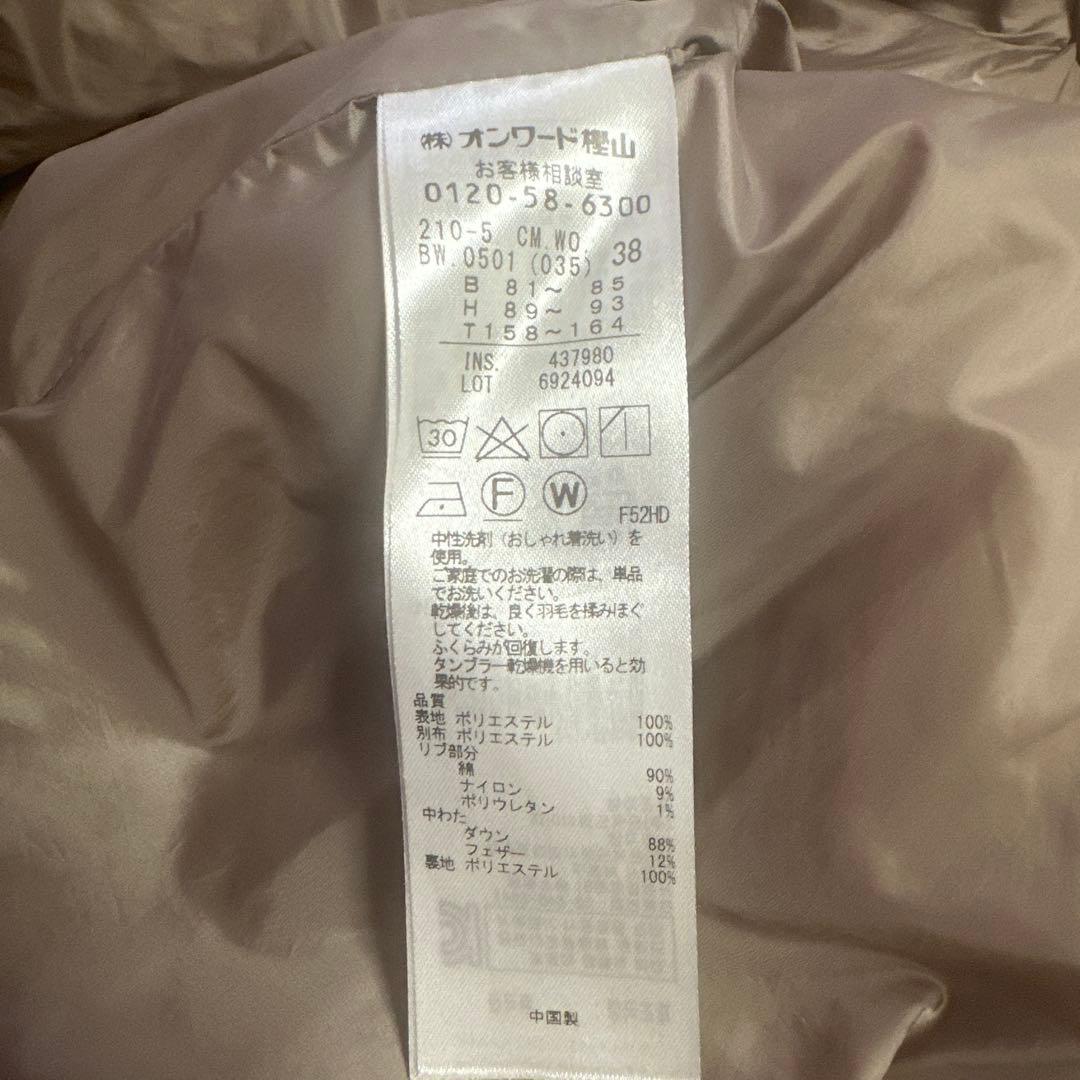 (株)オンワード樫山
お客様相談室
0120-58-6300
210-5 CM.WO.
BW 0501 (035) 38
B 81~ 85
H 89~ 93
T158~164
INS. 437980
LOT 6924094
30
F W F52HD
中性洗剤(おしゃれ着洗い)を
使用。
ご家庭でのお洗濯の際は、単品
でお洗いください。
乾燥後は、良く羽毛を揉みほぐ
してください。
ふくらみが回復します。
タンブラー乾燥機を用いると効
果的です。
品質
表地 ポリエステル 100%
別布 ポリエステル 100%
リブ部分
綿 90%
ナイロン 9%
ポリウレタン 1%
中わた
ダウン 88%
フェザー 12%
裏地 ポリエステル 100%
中国製